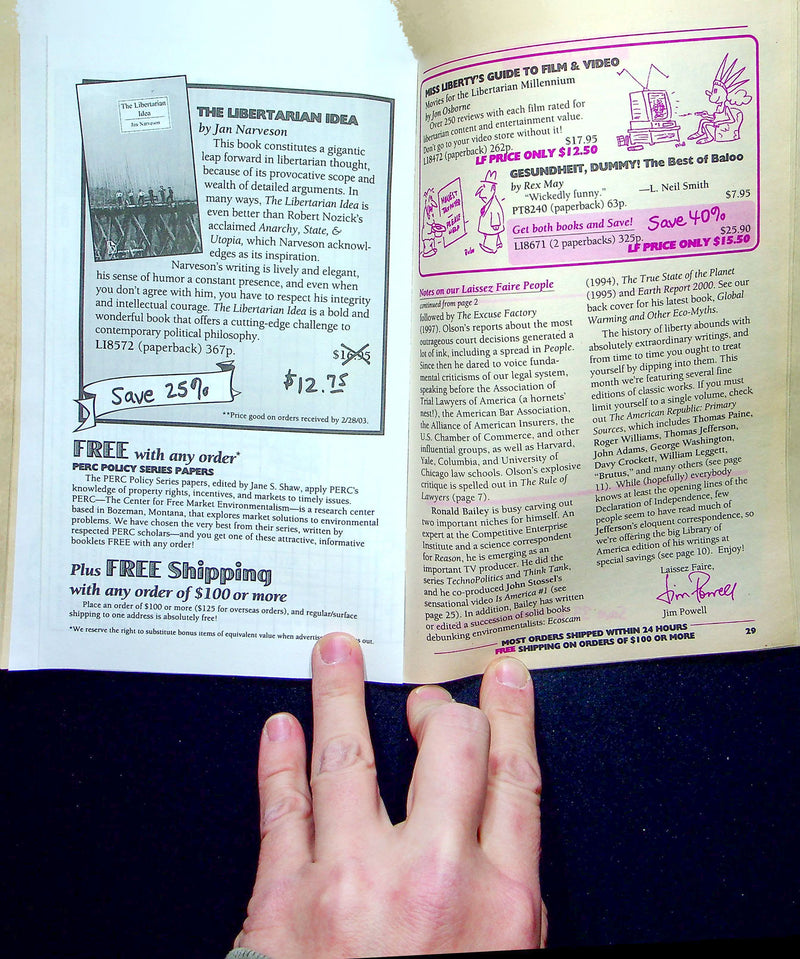 The Libertarian
Idea
Jan Narveson
THE LIBERTARIAN IDEA
by Jan Narveson
This book constitutes a gigantic
leap forward in libertarian thought,
because of its provocative scope and
wealth of detailed arguments. In
many ways, The Libertarian Idea is
even better than Robert Nozick's
acclaimed Anarchy, State, &
Utopia, which Narveson acknowl-
edges as its inspiration.
Narveson's writing is lively and elegant,
his sense of humor a constant presence, and even when
you don't agree with him, you have to respect his integrity
and intellectual courage. The Libertarian Idea is a bold and
wonderful book that offers a cutting-edge challenge to
contemporary political philosophy.
LI8572 (paperback) 367p.
$16.95
Save 25%
$12.75
**Price good on orders received by 2/28/03.
FREE with any order*
PERC POLICY SERIES PAPERS
The PERC Policy Series papers, edited by Jane S. Shaw, apply PERC's
knowledge of property rights, incentives, and markets to timely issues.
PERC—The Center for Free Market Environmentalism—is a research center
based in Bozeman, Montana, that explores market solutions to environmental
problems. We have chosen the very best from their series, written by
respected PERC scholars—and you get one of these attractive, informative
booklets FREE with any order!
Plus FREE Shipping
with any order of $100 or more
Place an order of $100 or more ($125 for overseas orders), and regular/surface
shipping to one address is absolutely free!
*We reserve the right to substitute bonus items of equivalent value when out.
MISS LIBERTY'S GUIDE TO FILM & VIDEO
Movies for the Libertarian Millennium
by Jon Osborne
Over 250 reviews with each film rated for
libertarian content and entertainment value.
Don't go to your video store without it!
LI8472 (paperback) 262p. $17.95
LF PRICE ONLY $12.50
GESUNDHEIT, DUMMY! The Best of Baloo
by Rex May
"Wickedly funny." —L. Neil Smith
PT8240 (paperback) 63p. $7.95
Get both books and Save! Save 40%
LI8671 (2 paperbacks) 325p. $25.90
LF PRICE ONLY $15.50
Notes on our Laissez Faire People
continued from page 2
followed by The Excuse Factory
(1997). Olson's reports about the most
outrageous court decisions generated a
lot of ink, including a spread in People.
Since then he dared to voice funda-
mental criticisms of our legal system,
speaking before the Association of
Trial Lawyers of America (a hornets'
nest!), the American Bar Association,
the Alliance of American Insurers, the
U.S. Chamber of Commerce, and other
influential groups, as well as Harvard,
Yale, Columbia, and University of
Chicago law schools. Olson's explosive
critique is spelled out in The Rule of
Lawyers (page 7).
Ronald Bailey is busy carving out
two important niches for himself. An
expert at the Competitive Enterprise
Institute and a science correspondent
for Reason, he is emerging as an
important TV producer. He did the
series TechnoPolitics and Think Tank,
and he co-produced John Stossel's
sensational video Is America #1 (see
page 25). In addition, Bailey has written
or edited a succession of solid books
debunking environmentalists: Ecoscam
(1994), The True State of the Planet
(1995) and Earth Report 2000. See our
back cover for his latest book, Global
Warming and Other Eco-Myths.
The history of liberty abounds with
absolutely extraordinary writings, and
from time to time you ought to treat
yourself by dipping into them. This
month we're featuring several fine
editions of classic works. If you must
limit yourself to a single volume, check
out The American Republic: Primary
Sources, which includes Thomas Paine,
Roger Williams, Thomas Jefferson,
John Adams, George Washington,
Davy Crockett, William Leggett,
"Brutus," and many others (see page
11). While (hopefully) everybody
knows at least the opening lines of the
Declaration of Independence, few
people seem to have read much of
Jefferson's eloquent correspondence, so
we're offering the big Library of
America edition of his writings at
special savings (see page 10). Enjoy!
Laissez Faire,
Jim Powell
Jim Powell
MOST ORDERS SHIPPED WITHIN 24 HOURS
FREE SHIPPING ON ORDERS OF $100 OR MORE
29